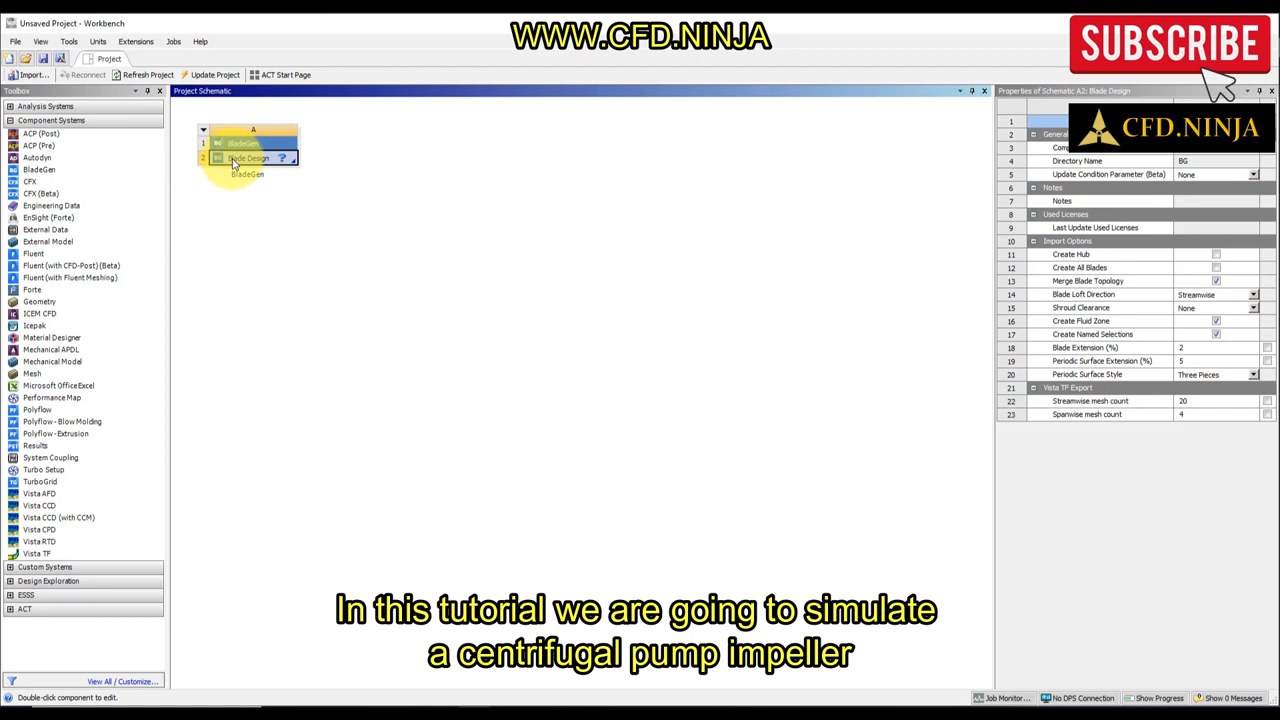 Unsaved Project - Workbench
WWW.CFD.NINJA
SUBSCRIBE
File View Tools Units Extensions Jobs Help
Project
Import... Reconnect Refresh Project Update Project ACT Start Page
Toolbox
Project Schematic
Properties of Schematic A2: Blade Design
CFD.NINJA
Analysis Systems
Component Systems
ACP (Post)
ACP (Pre)
Autodyn
BladeGen
CFX
CFX (Beta)
Engineering Data
EnSight (Forte)
External Data
External Model
Fluent
Fluent (with CFD-Post) (Beta)
Fluent (with Fluent Meshing)
Forte
Geometry
ICEM CFD
Icepak
Material Designer
Mechanical APDL
Mechanical Model
Mesh
Microsoft Office Excel
Performance Map
Polyflow
Polyflow - Blow Molding
Polyflow - Extrusion
Results
System Coupling
Turbo Setup
TurboGrid
Vista AFD
Vista CCD
Vista CCD (with CCM)
Vista CPD
Vista RTD
Vista TF
Custom Systems
Design Exploration
ESSS
ACT
View All / Customize...
A
1 BladeGen
2 Blade Design ?
BladeGen
1
2 General
3 Com
4 Directory Name BG
5 Update Condition Parameter (Beta) None
6 Notes
7 Notes
8 Used Licenses
9 Last Update Used Licenses
10 Import Options
11 Create Hub
12 Create All Blades
13 Merge Blade Topology
14 Blade Loft Direction Streamwise
15 Shroud Clearance None
16 Create Fluid Zone
17 Create Named Selections
18 Blade Extension (%) 2
19 Periodic Surface Extension (%) 5
20 Periodic Surface Style Three Pieces
21 Vista TF Export
22 Streamwise mesh count 20
23 Spanwise mesh count 4
In this tutorial we are going to simulate
a centrifugal pump impeller
Double-click component to edit.
Job Monitor... No DPS Connection Show Progress Show 0 Messages